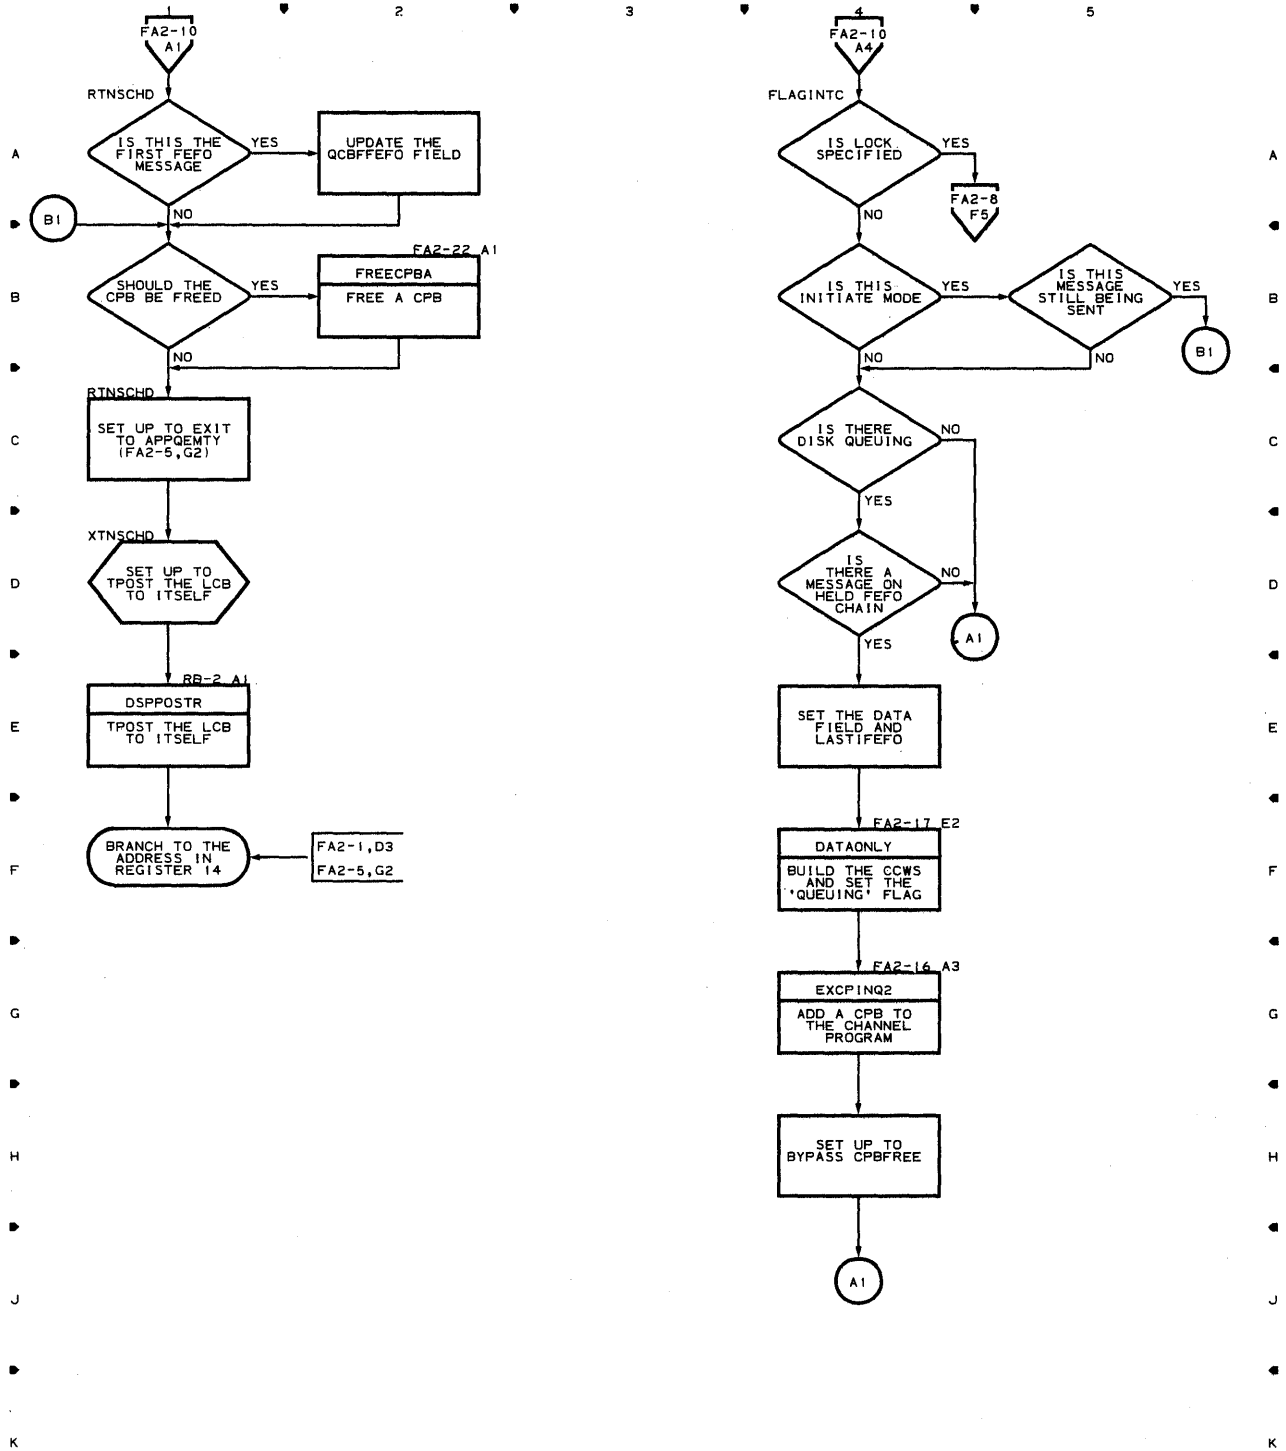 1 2 3 4 5
FA2-10
A1
RTNSCHD
A
IS THIS THE
FIRST FEFO
MESSAGE
YES
UPDATE THE
QCBFFEFO FIELD
NO
B1
B
SHOULD THE
CPB BE FREED
YES
FA2-22 A1
FREECPBA
FREE A CPB
NO
RTNSCHD
C
SET UP TO EXIT
TO APPQEMTY
(FA2-5,G2)
XTNSCHD
D
SET UP TO
TPOST THE LCB
TO ITSELF
RB-2 A1
E
DSPPOSTR
TPOST THE LCB
TO ITSELF
F
BRANCH TO THE
ADDRESS IN
REGISTER 14
FA2-1,D3
FA2-5,G2
G
H
J
K
FA2-10
A4
FLAGINTC
IS LOCK
SPECIFIED
YES
A
FA2-8
F5
NO
IS THIS
INITIATE MODE
YES
IS THIS
MESSAGE
STILL BEING
SENT
YES
B
B1
NO
NO
IS THERE
DISK QUEUING
NO
C
YES
IS
THERE A
MESSAGE ON
HELD FEFO
CHAIN
NO
D
A1
YES
SET THE DATA
FIELD AND
LASTIFEFO
E
FA2-17 E2
DATAONLY
BUILD THE CCWS
AND SET THE
'QUEUING' FLAG
F
FA2-16 A3
EXCPINQ2
ADD A CPB TO
THE CHANNEL
PROGRAM
G
SET UP TO
BYPASS CPBFREE
H
A1
J
K